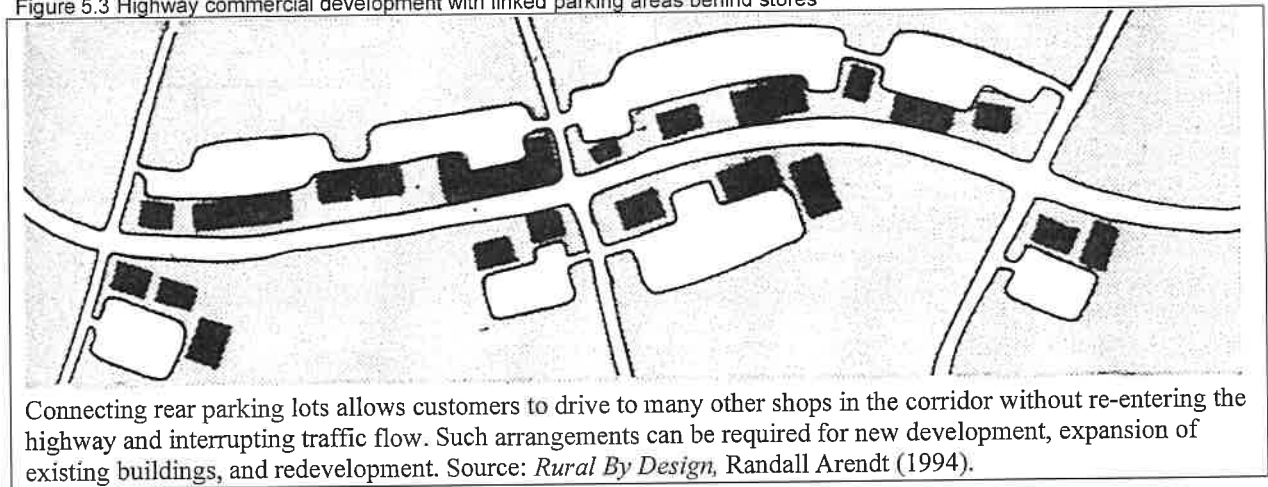 Figure 5.3 Highway commercial development with linked parking areas behind stores
Connecting rear parking lots allows customers to drive to many other shops in the corridor without re-entering the
highway and interrupting traffic flow. Such arrangements can be required for new development, expansion of
existing buildings, and redevelopment. Source: Rural By Design, Randall Arendt (1994).